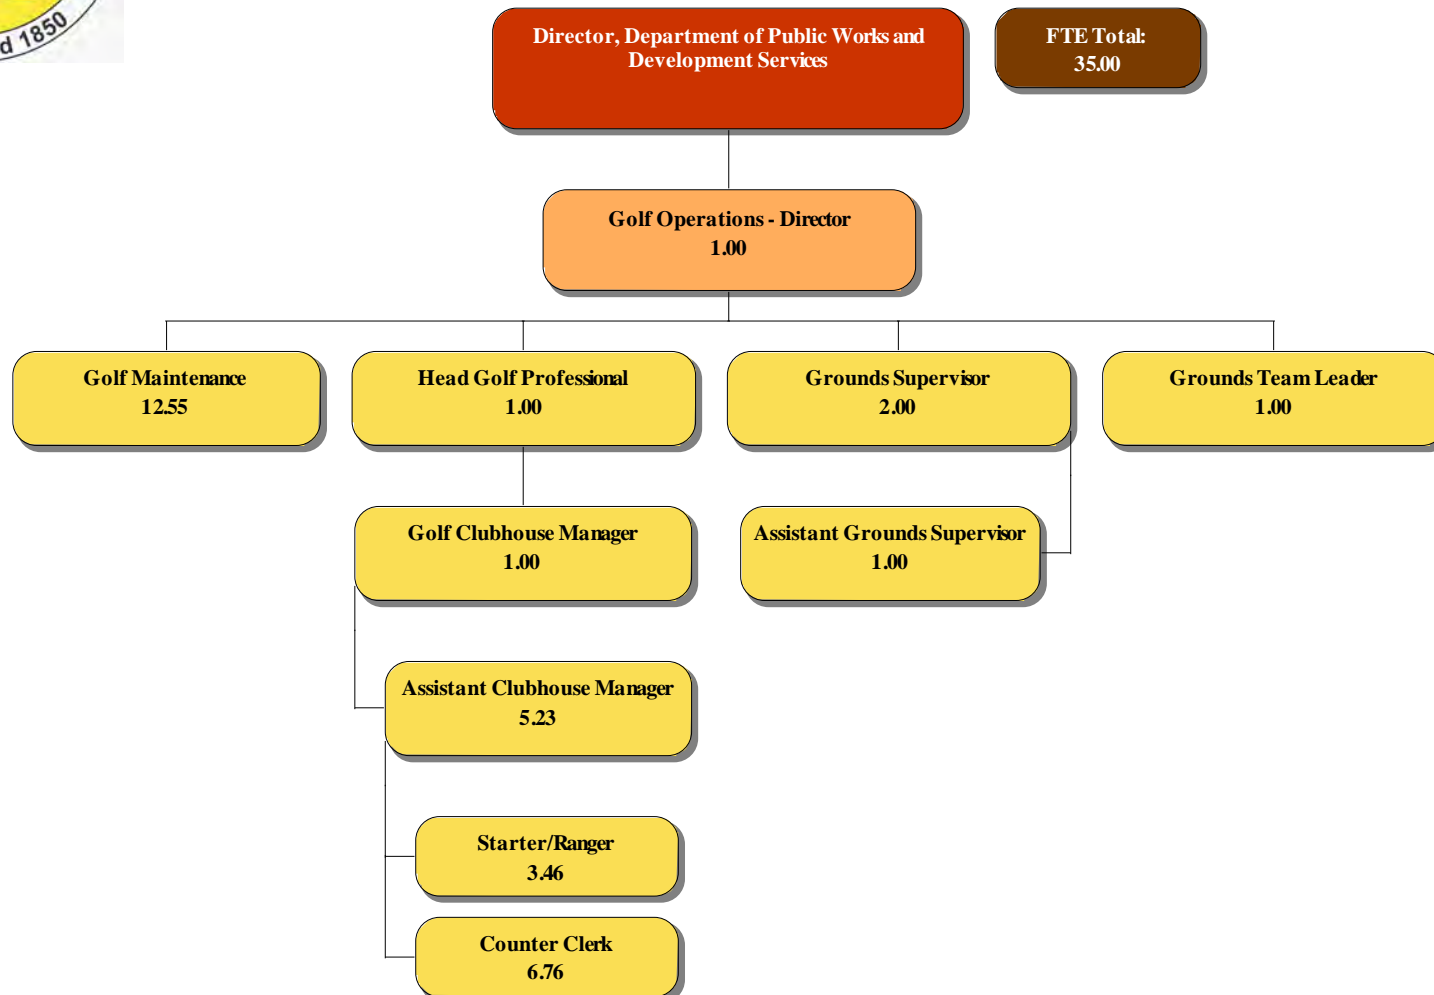 d 1850
Director, Department of Public Works and
Development Services
FTE Total:
35.00
Golf Operations - Director
1.00
Golf Maintenance
12.55
Head Golf Professional
1.00
Grounds Supervisor
2.00
Grounds Team Leader
1.00
Golf Clubhouse Manager
1.00
Assistant Grounds Supervisor
1.00
Assistant Clubhouse Manager
5.23
Starter/Ranger
3.46
Counter Clerk
6.76